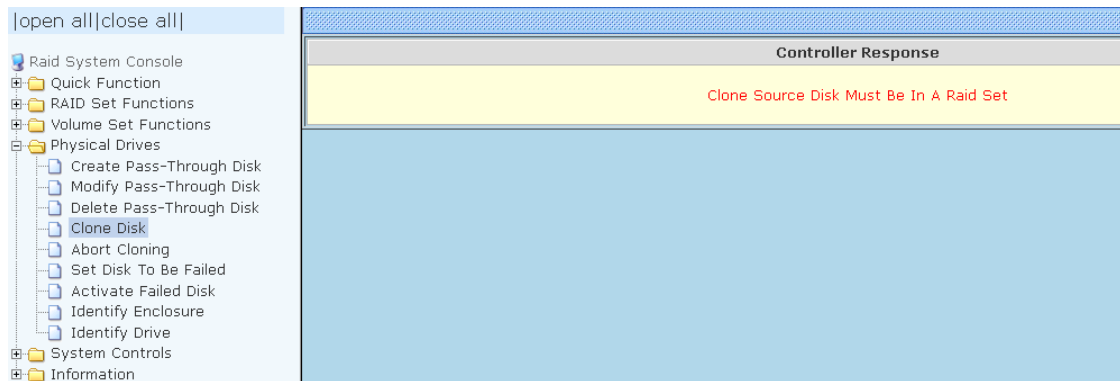 |open all|close all|
Raid System Console
Quick Function
RAID Set Functions
Volume Set Functions
Physical Drives
Create Pass-Through Disk
Modify Pass-Through Disk
Delete Pass-Through Disk
Clone Disk
Abort Cloning
Set Disk To Be Failed
Activate Failed Disk
Identify Enclosure
Identify Drive
System Controls
Information
Controller Response
Clone Source Disk Must Be In A Raid Set